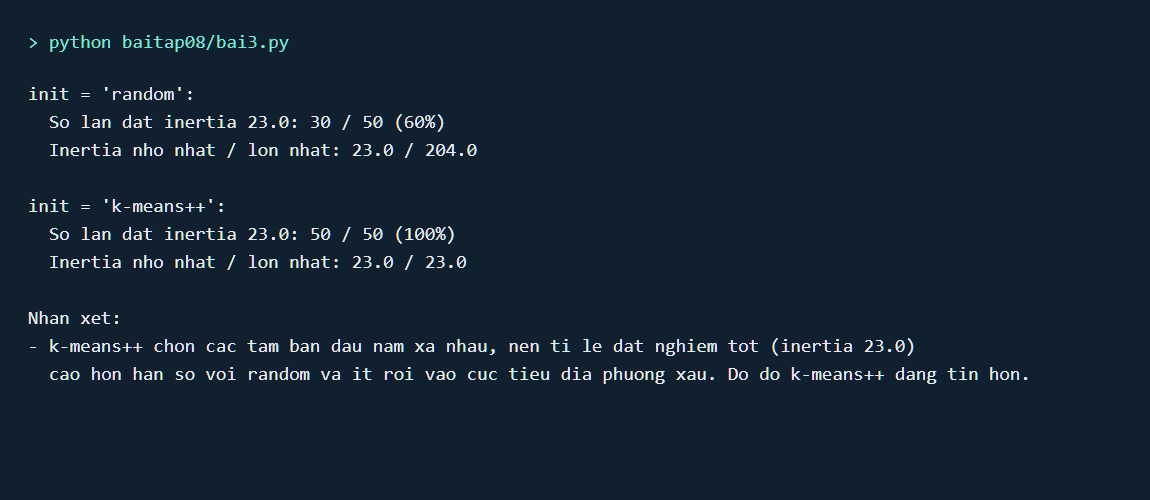 > python baitap08/bai3.py
init = 'random':
So lan dat inertia 23.0: 30 / 50 (60%)
Inertia nho nhat / lon nhat: 23.0 / 204.0
init = 'k-means++':
So lan dat inertia 23.0: 50 / 50 (100%)
Inertia nho nhat / lon nhat: 23.0 / 23.0
Nhan xet:
- k-means++ chon cac tam ban dau nam xa nhau, nen ti le dat nghiem tot (inertia 23.0)
cao hon han so voi random va it roi vao cuc tieu dia phuong xau. Do do k-means++ dang tin hon.